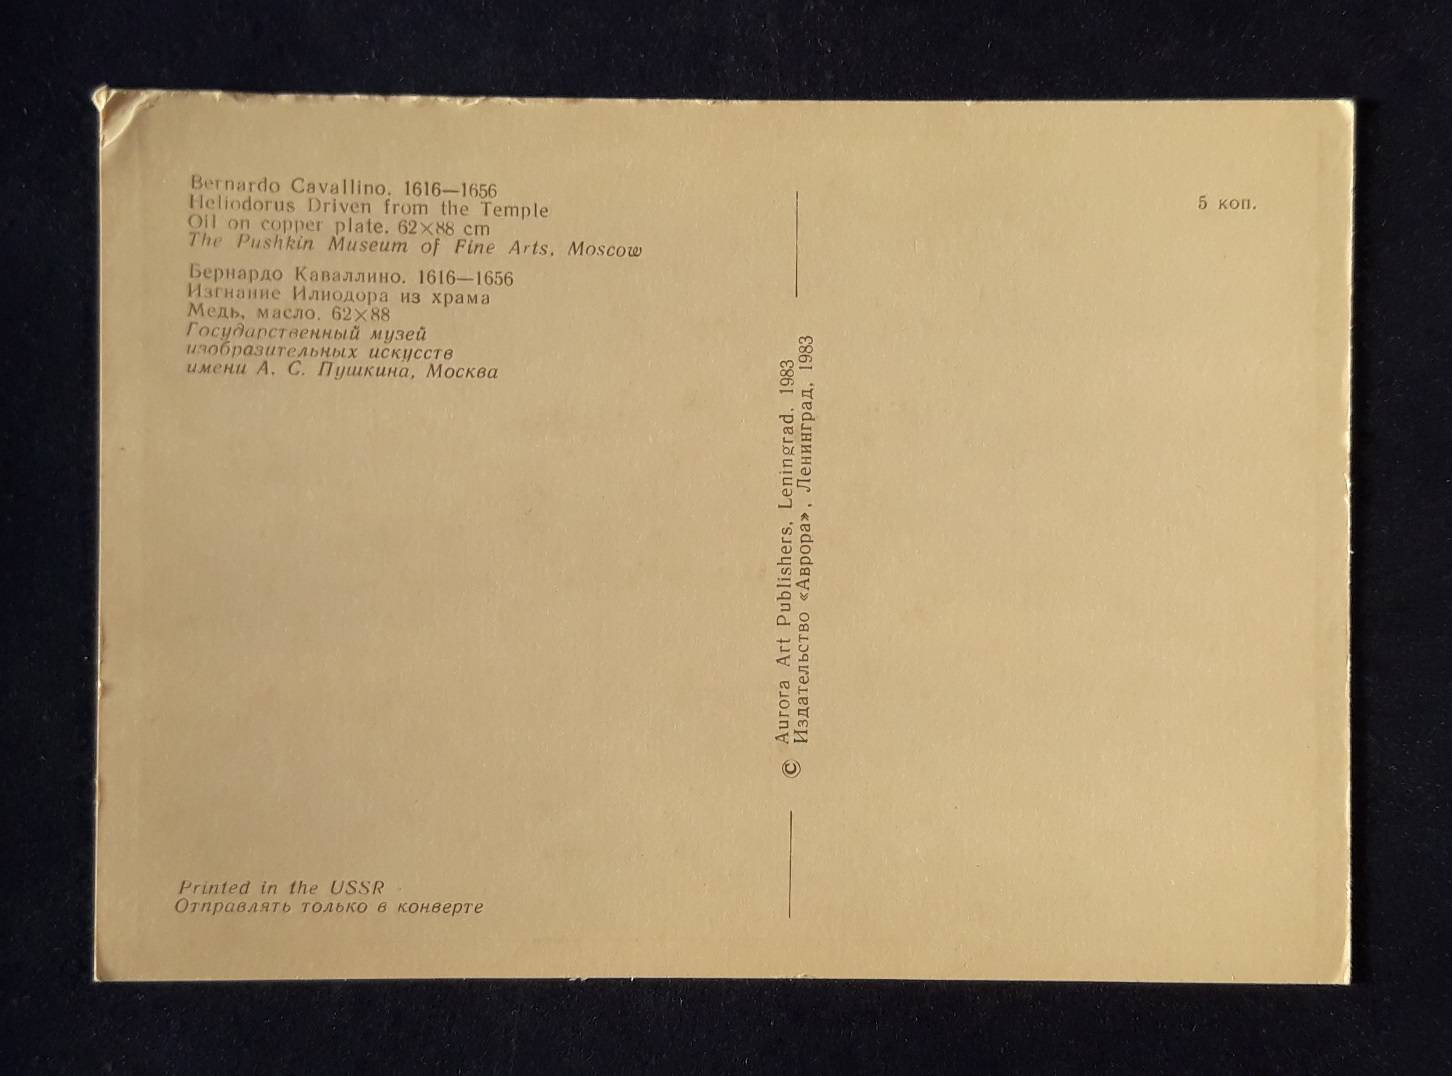 Bernardo Cavallino. 1616—1656
Heliodorus Driven from the Temple
Oil on copper plate. 62×88 cm
The Pushkin Museum of Fine Arts, Moscow
Бернардо Каваллино. 1616—1656
Изгнание Илиодора из храма
Медь, масло. 62×88
Государственный музей
изобразительных искусств
имени А. С. Пушкина, Москва
Printed in the USSR
Отправлять только в конверте
© Aurora Art Publishers, Leningrad, 1983
Издательство «Аврора», Ленинград, 1983
5 коп.